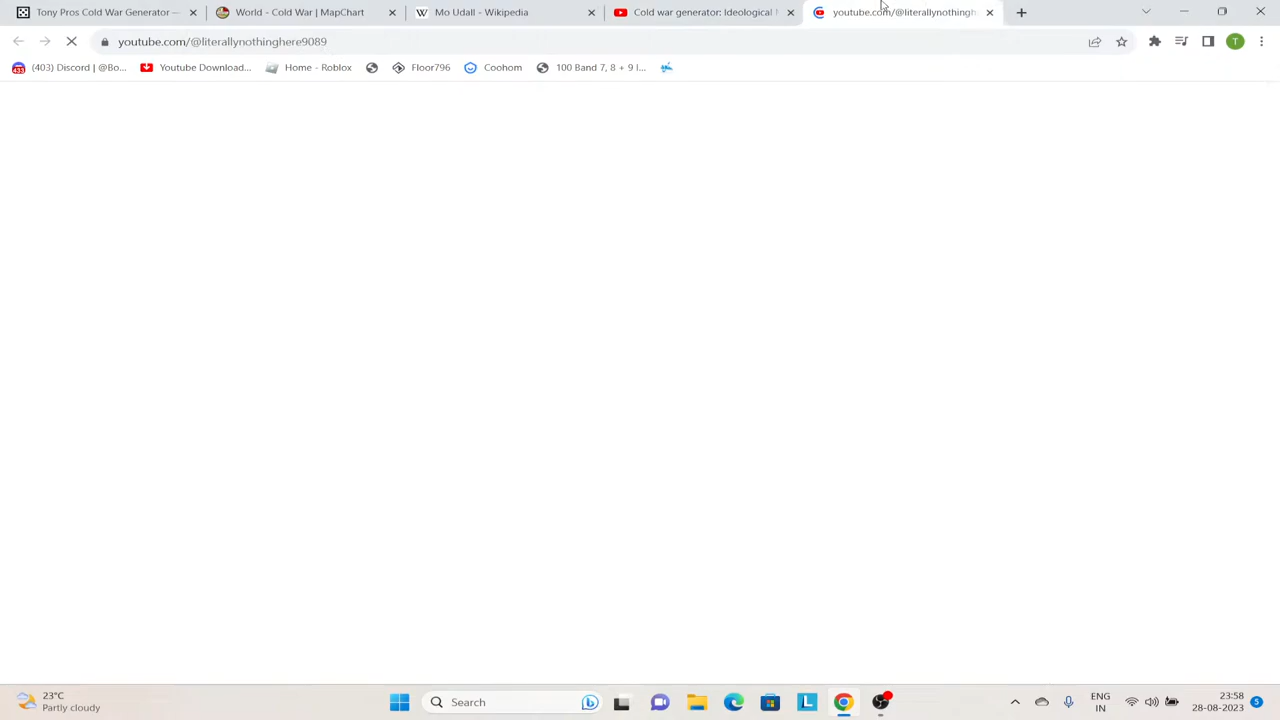 Tony Pros Cold War Generator —
World - Cold War | MapChart
Mo Udall - Wikipedia
Cold war generator: Ideological
youtube.com/@literallynothingh
youtube.com/@literallynothinghere9089
T
433
(403) Discord | @Bo...
Youtube Download...
Home - Roblox
Floor796
Coohom
100 Band 7, 8 + 9 l...
23°C
Partly cloudy
Search
L
ENG
IN
23:58
28-08-2023
5